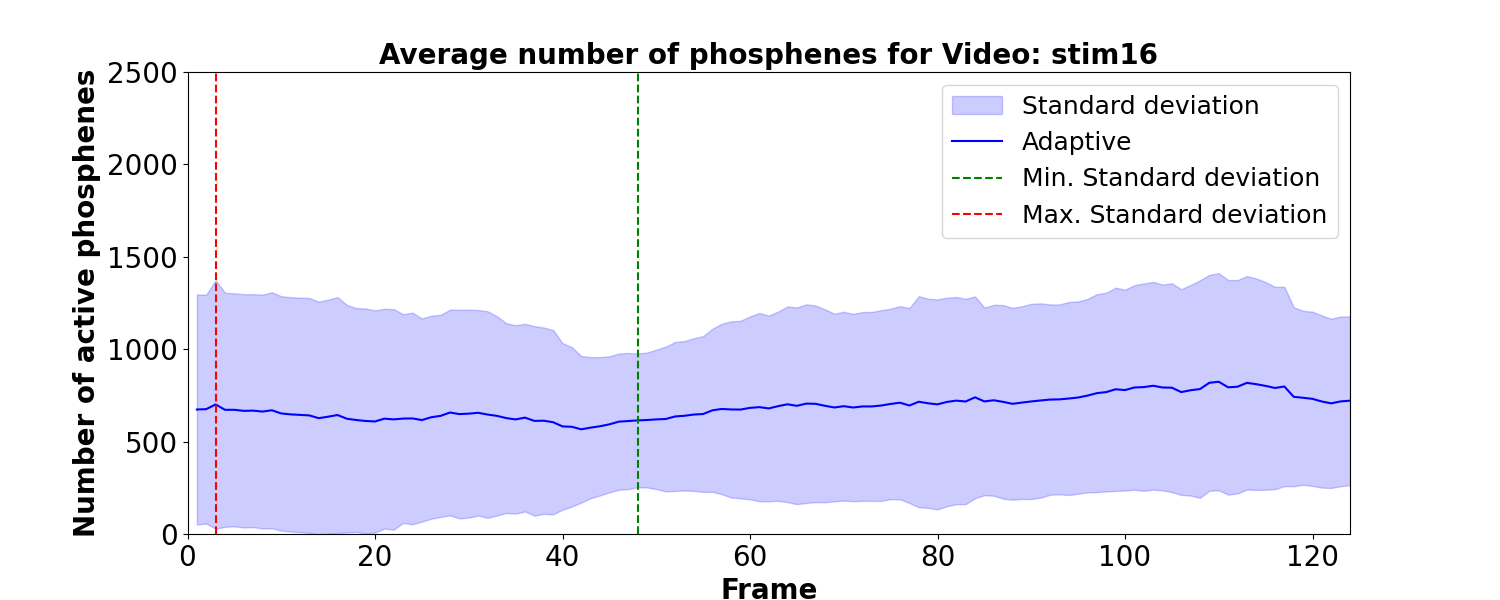 Average number of phosphenes for Video: stim16
Number of active phosphenes
2500
2000
1500
1000
500
0
Standard deviation
Adaptive
Min. Standard deviation
Max. Standard deviation
0 20 40 60 80 100 120
Frame